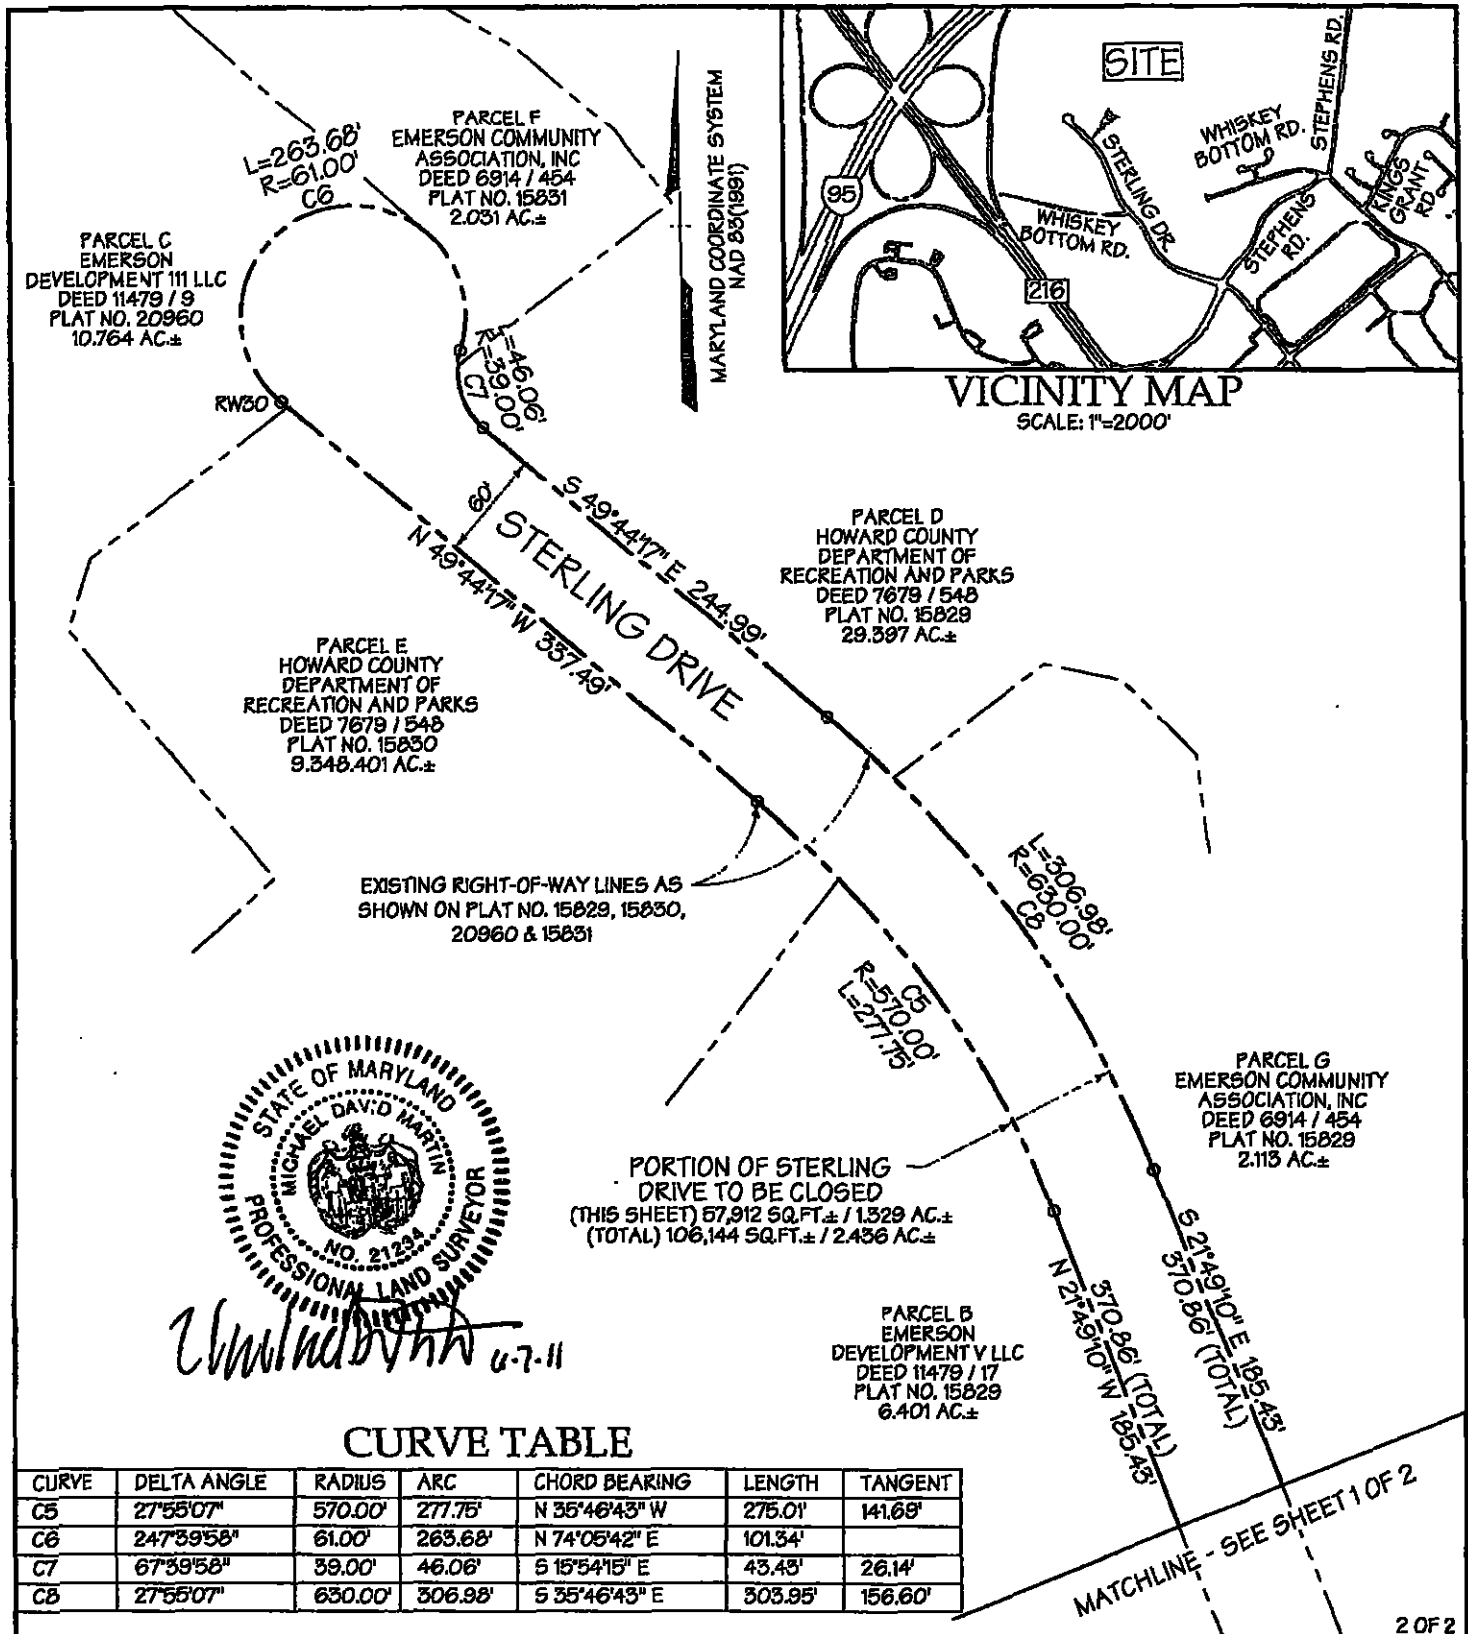 L=263.68'
R=61.00'
C6
PARCEL F
EMERSON COMMUNITY
ASSOCIATION, INC
DEED 6914 / 454
PLAT NO. 15831
2.031 AC.±
MARYLAND COORDINATE SYSTEM
NAD 83(1991)
SITE
95
216
STERLING DR.
WHISKEY
BOTTOM RD.
WHISKEY
BOTTOM RD.
STEPHENS RD.
STEPHENS
RD.
KINGS
GRANT
RD.
VICINITY MAP
SCALE: 1"=2000'
PARCEL C
EMERSON
DEVELOPMENT 111 LLC
DEED 11479 / 9
PLAT NO. 20960
10.764 AC.±
RW30
L=46.06'
R=39.00'
C7
60'
S 49°44'17" E 244.99'
STERLING DRIVE
N 49°44'17" W 337.49'
PARCEL D
HOWARD COUNTY
DEPARTMENT OF
RECREATION AND PARKS
DEED 7679 / 548
PLAT NO. 15829
29.397 AC.±
PARCEL E
HOWARD COUNTY
DEPARTMENT OF
RECREATION AND PARKS
DEED 7679 / 548
PLAT NO. 15830
9.348.401 AC.±
EXISTING RIGHT-OF-WAY LINES AS
SHOWN ON PLAT NO. 15829, 15830,
20960 & 15831
L=306.98'
R=630.00'
C8
C5
R=570.00'
L=277.75'
STATE OF MARYLAND
MICHAEL DAVID MARTIN
NO. 21234
PROFESSIONAL LAND SURVEYOR
6-7-11
PORTION OF STERLING
DRIVE TO BE CLOSED
(THIS SHEET) 57,912 SQ.FT.± / 1.329 AC.±
(TOTAL) 106,144 SQ.FT.± / 2.436 AC.±
PARCEL G
EMERSON COMMUNITY
ASSOCIATION, INC
DEED 6914 / 454
PLAT NO. 15829
2.113 AC.±
S 21°49'10" E 185.43'
370.86' (TOTAL)
370.86' (TOTAL)
N 21°49'10" W 185.43'
PARCEL B
EMERSON
DEVELOPMENT V LLC
DEED 11479 / 17
PLAT NO. 15829
6.401 AC.±
MATCHLINE - SEE SHEET 1 OF 2
CURVE TABLE
CURVE DELTA ANGLE RADIUS ARC CHORD BEARING LENGTH TANGENT
C5 27°55'07" 570.00' 277.75' N 35°46'43" W 275.01' 141.69'
C6 247°39'58" 61.00' 263.68' N 74°05'42" E 101.34'
C7 67°39'58" 39.00' 46.06' S 15°54'15" E 43.43' 26.14'
C8 27°55'07" 630.00' 306.98' S 35°46'43" E 303.95' 156.60'
2 OF 2